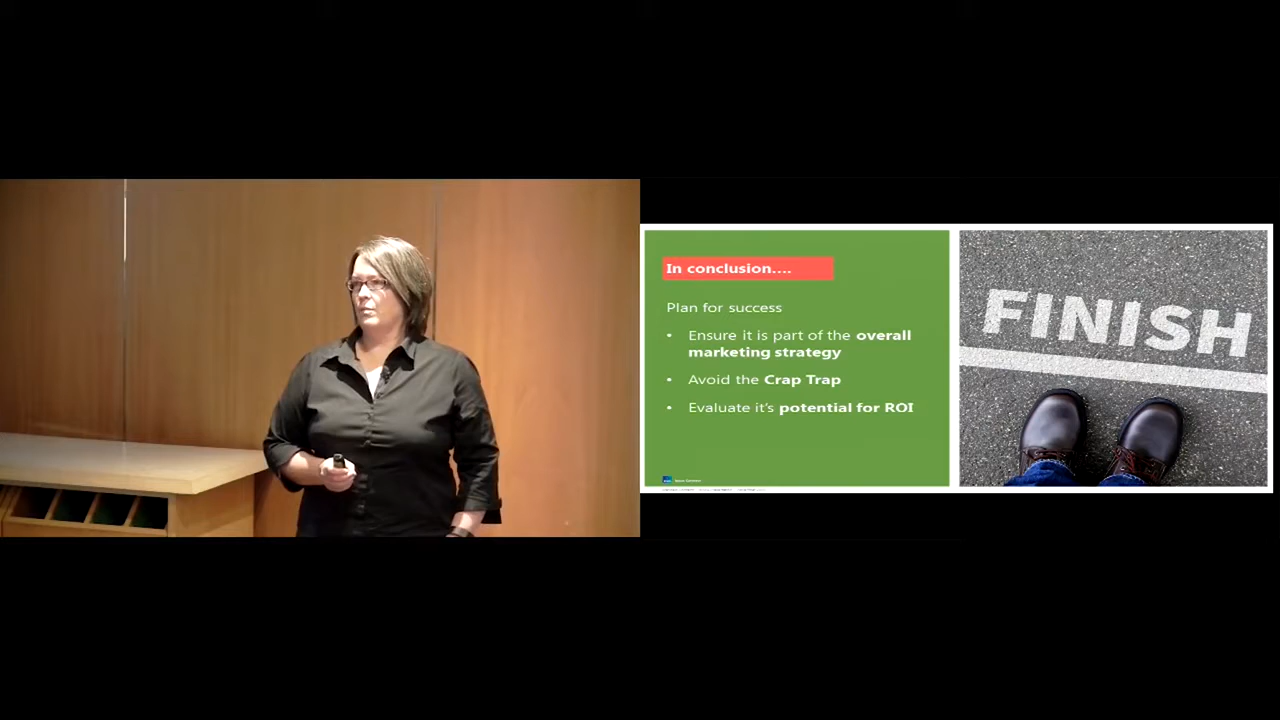 In conclusion....
Plan for success
• Ensure it is part of the overall
marketing strategy
• Avoid the Crap Trap
• Evaluate it's potential for ROI
FINISH